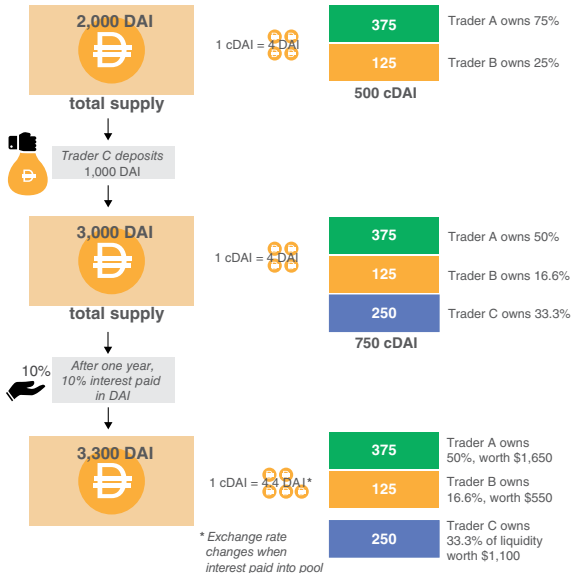 2,000 DAI
total supply
1 cDAI = 4 DAI
375
125
500 cDAI
Trader A owns 75%
Trader B owns 25%
Trader C deposits
1,000 DAI
3,000 DAI
total supply
1 cDAI = 4 DAI
375
125
250
750 cDAI
Trader A owns 50%
Trader B owns 16.6%
Trader C owns 33.3%
10%
After one year,
10% interest paid
in DAI
3,300 DAI
1 cDAI = 4.4 DAI*
* Exchange rate
changes when
interest paid into pool
375
125
250
Trader A owns
50%, worth $1,650
Trader B owns
16.6%, worth $550
Trader C owns
33.3% of liquidity
worth $1,100